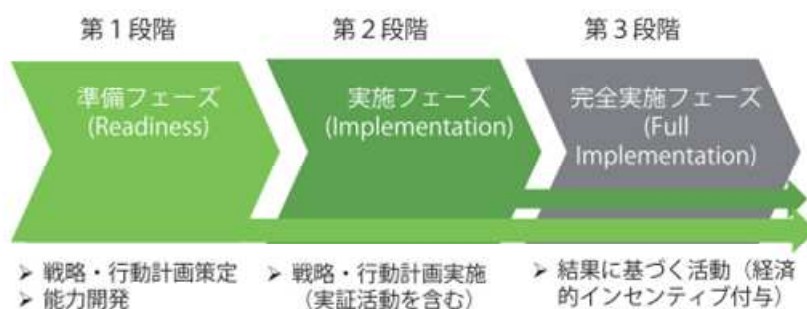 第1段階
準備フェーズ
(Readiness)
➢ 戦略・行動計画策定
➢ 能力開発
第2段階
実施フェーズ
(Implementation)
➢ 戦略・行動計画実施
（実証活動を含む）
第3段階
完全実施フェーズ
(Full
Implementation)
➢ 結果に基づく活動（経済
的インセンティブ付与）